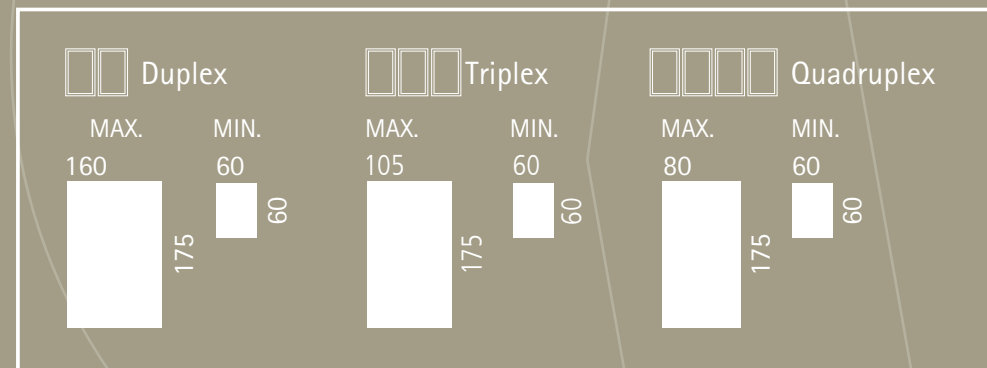 Duplex Triplex Quadruplex
MAX. MIN. MAX. MIN. MAX. MIN.
160 60 105 60 80 60
60 60 60
175 175 175